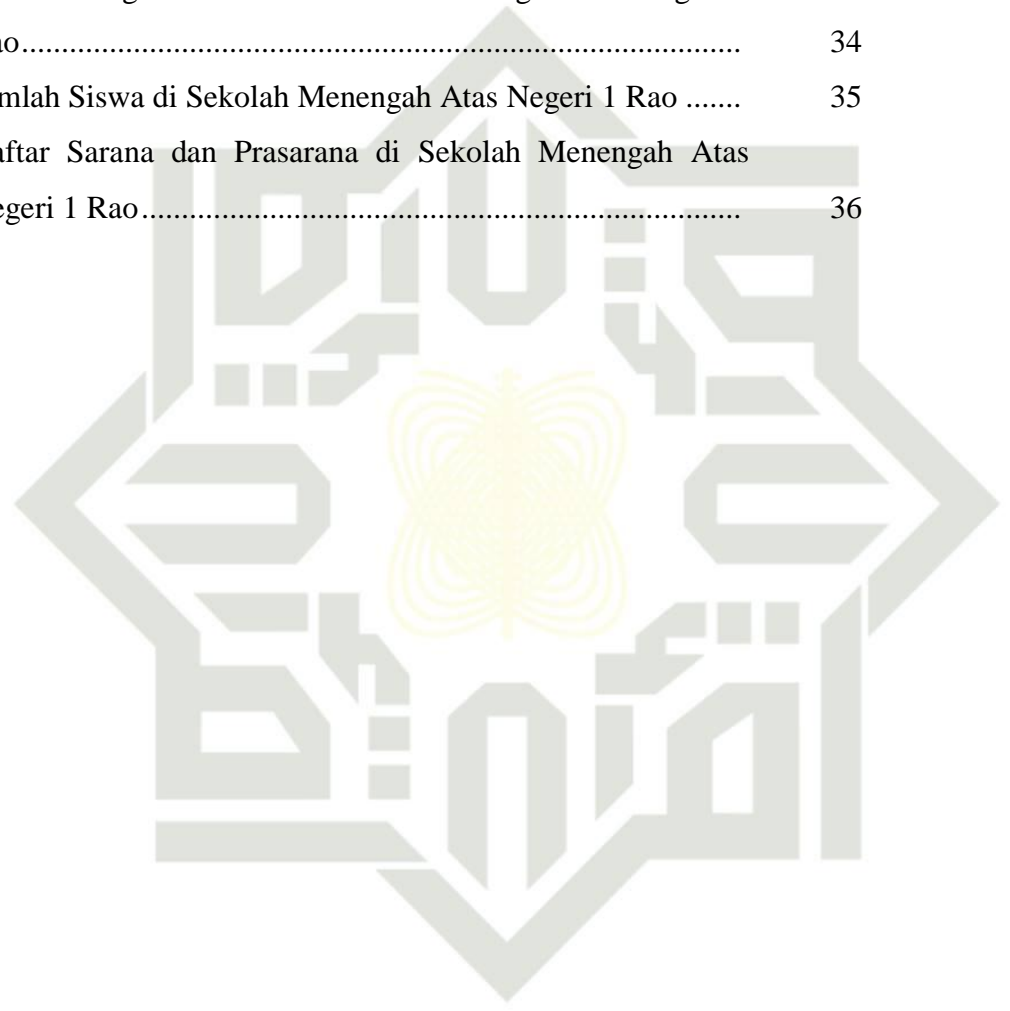 ao........................................................................................... 34
mlah Siswa di Sekolah Menengah Atas Negeri 1 Rao ....... 35
aftar Sarana dan Prasarana di Sekolah Menengah Atas
egeri 1 Rao............................................................................ 36